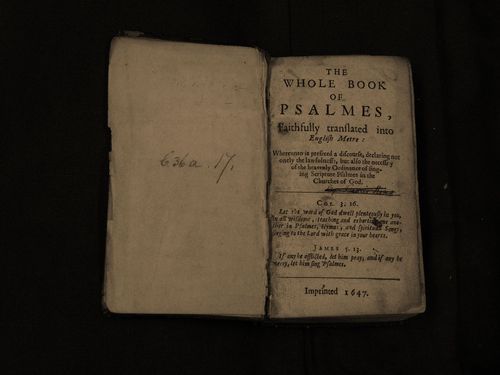 C36a.17.
THE
WHOLE BOOK
OF
PSALMES,
Faithfully translated into
English Metre:
Whereunto is prefixed a discourse, declaring not
onely the lawfulness, but also the necessity
of the heavenly Ordinance of sing-
ing Scripture Psalmes in the
Churches of God.
COL. 3. 16.
Let the word of God dwell plenteously in you,
in all wisdome, teaching and exhorting one ano-
ther in Psalmes, Hymns, and spirituall Songs,
singing to the Lord with grace in your hearts.
JAMES 5. 13.
If any be afflicted, let him pray; and if any be
merry, let him sing Psalmes.
Imprinted 1647.